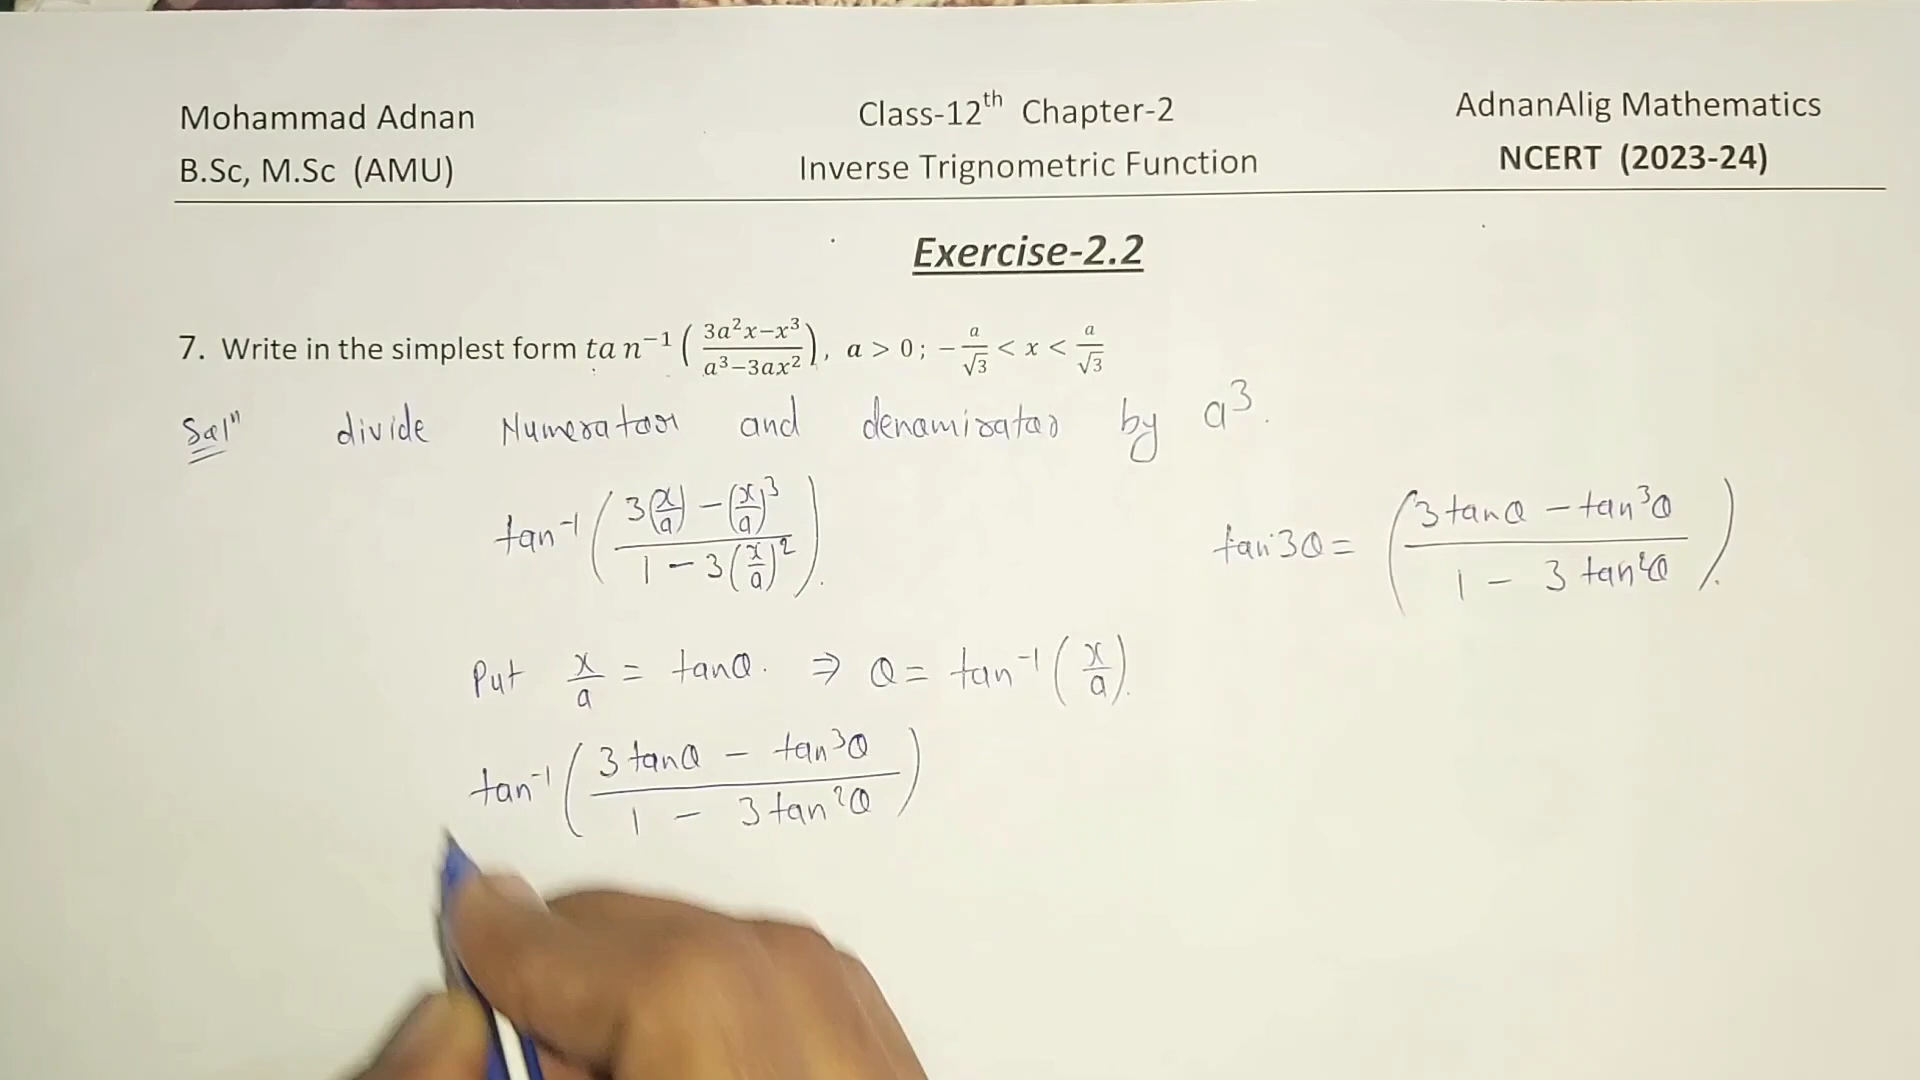 Mohammad Adnan
B.Sc, M.Sc (AMU)
Class-12th Chapter-2
Inverse Trignometric Function
AdnanAlig Mathematics
NCERT (2023-24)
Exercise-2.2
7. Write in the simplest form tan⁻¹((3a²x−x³)/(a³−3ax²)), a > 0; −a/√3 < x < a/√3
Solⁿ divide Numerator and denamirator by a³.
tan⁻¹((3(x/a) − (x/a)³)/(1 − 3(x/a)²)).
tan3θ = ((3tanθ − tan³θ)/(1 − 3tan²θ)).
Put x/a = tanθ. ⇒ θ = tan⁻¹(x/a).
tan⁻¹((3tanθ − tan³θ)/(1 − 3tan²θ))